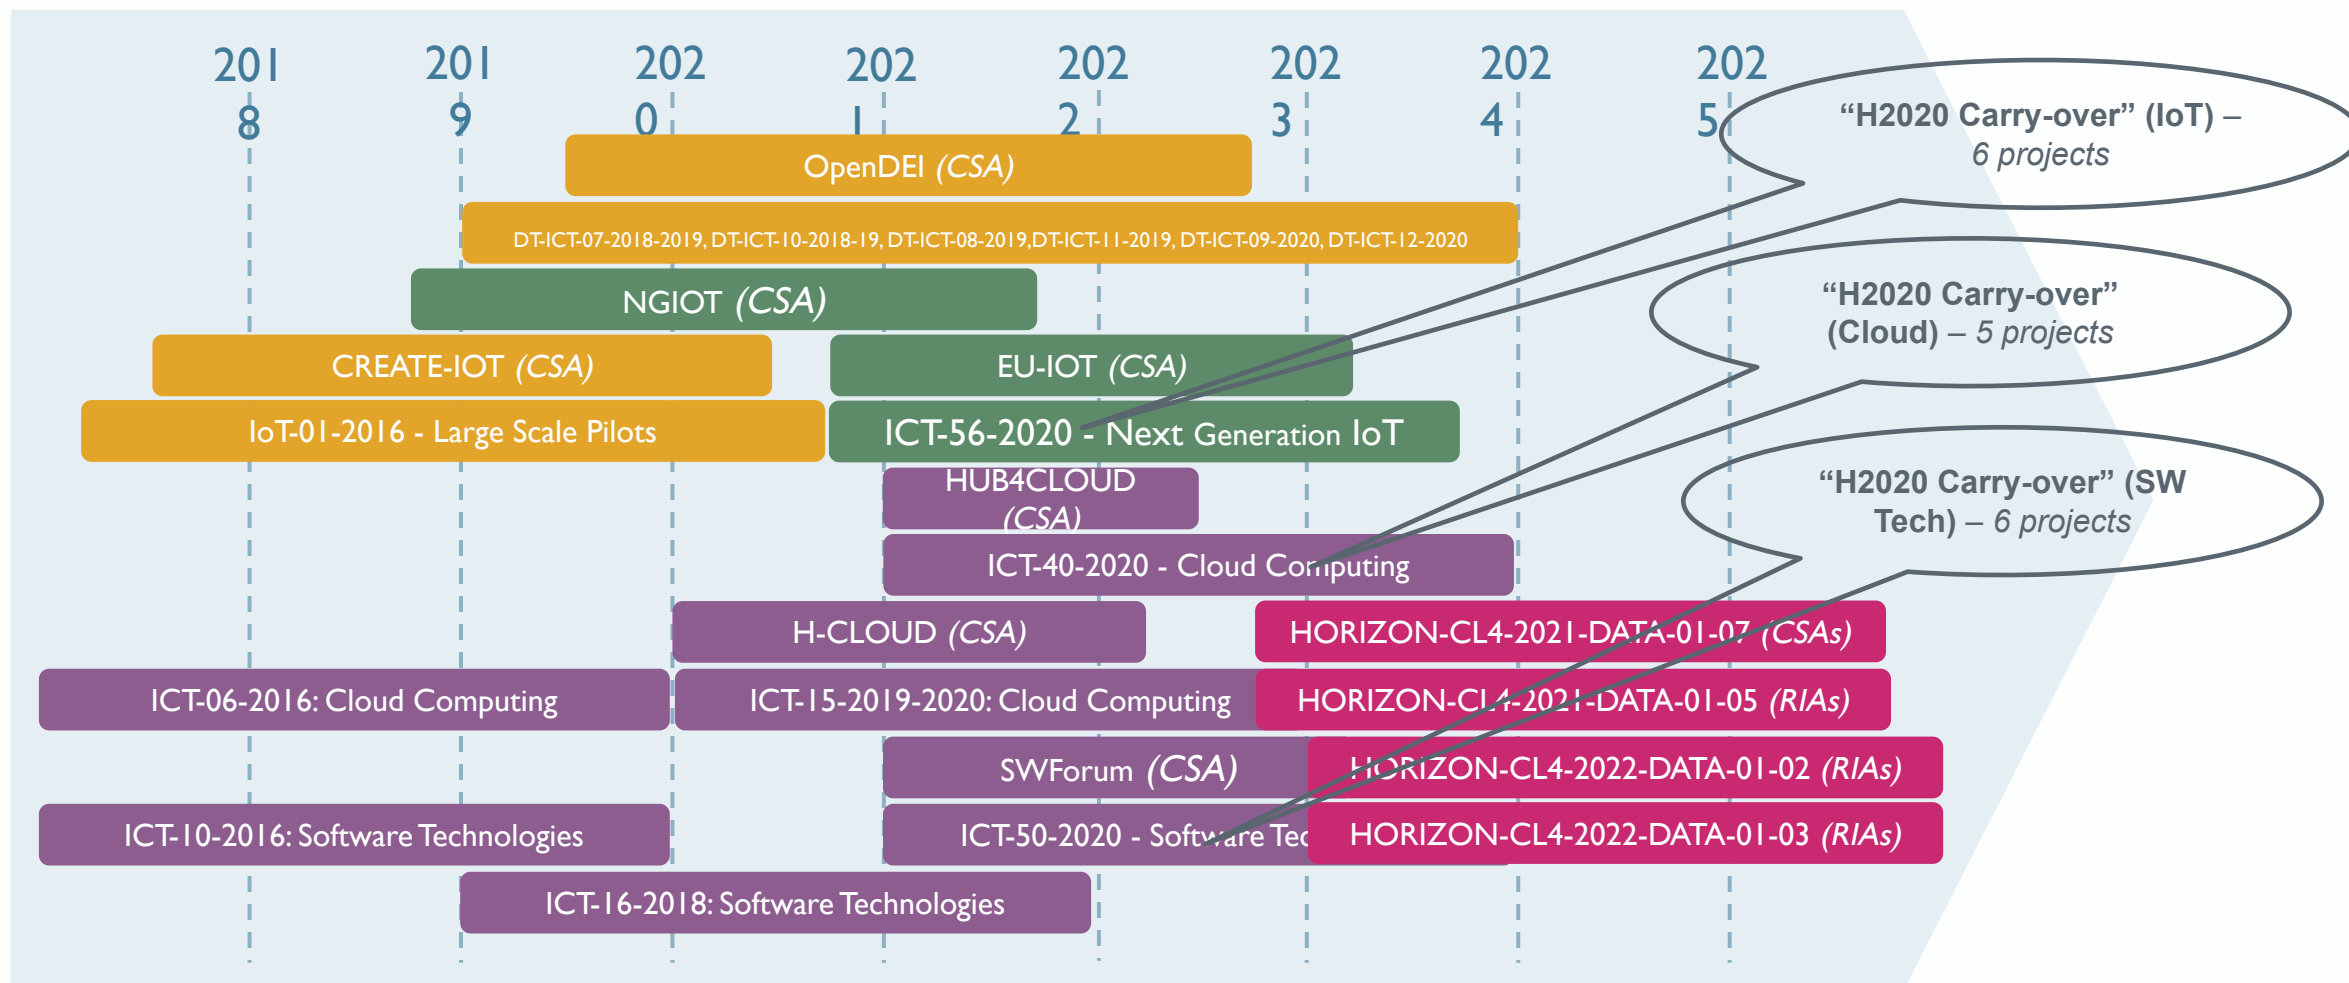 201
8
201
9
202
0
202
1
202
2
202
3
202
4
202
5
OpenDEI (CSA)
DT-ICT-07-2018-2019, DT-ICT-10-2018-19, DT-ICT-08-2019,DT-ICT-11-2019, DT-ICT-09-2020, DT-ICT-12-2020
NGIOT (CSA)
CREATE-IOT (CSA)
EU-IOT (CSA)
IoT-01-2016 - Large Scale Pilots
ICT-56-2020 - Next Generation IoT
HUB4CLOUD
(CSA)
ICT-40-2020 - Cloud Computing
H-CLOUD (CSA)
HORIZON-CL4-2021-DATA-01-07 (CSAs)
ICT-06-2016: Cloud Computing
ICT-15-2019-2020: Cloud Computing
HORIZON-CL4-2021-DATA-01-05 (RIAs)
SWForum (CSA)
HORIZON-CL4-2022-DATA-01-02 (RIAs)
ICT-10-2016: Software Technologies
ICT-50-2020 - Software Tec
HORIZON-CL4-2022-DATA-01-03 (RIAs)
ICT-16-2018: Software Technologies
“H2020 Carry-over” (IoT) –
6 projects
“H2020 Carry-over”
(Cloud) – 5 projects
“H2020 Carry-over” (SW
Tech) – 6 projects